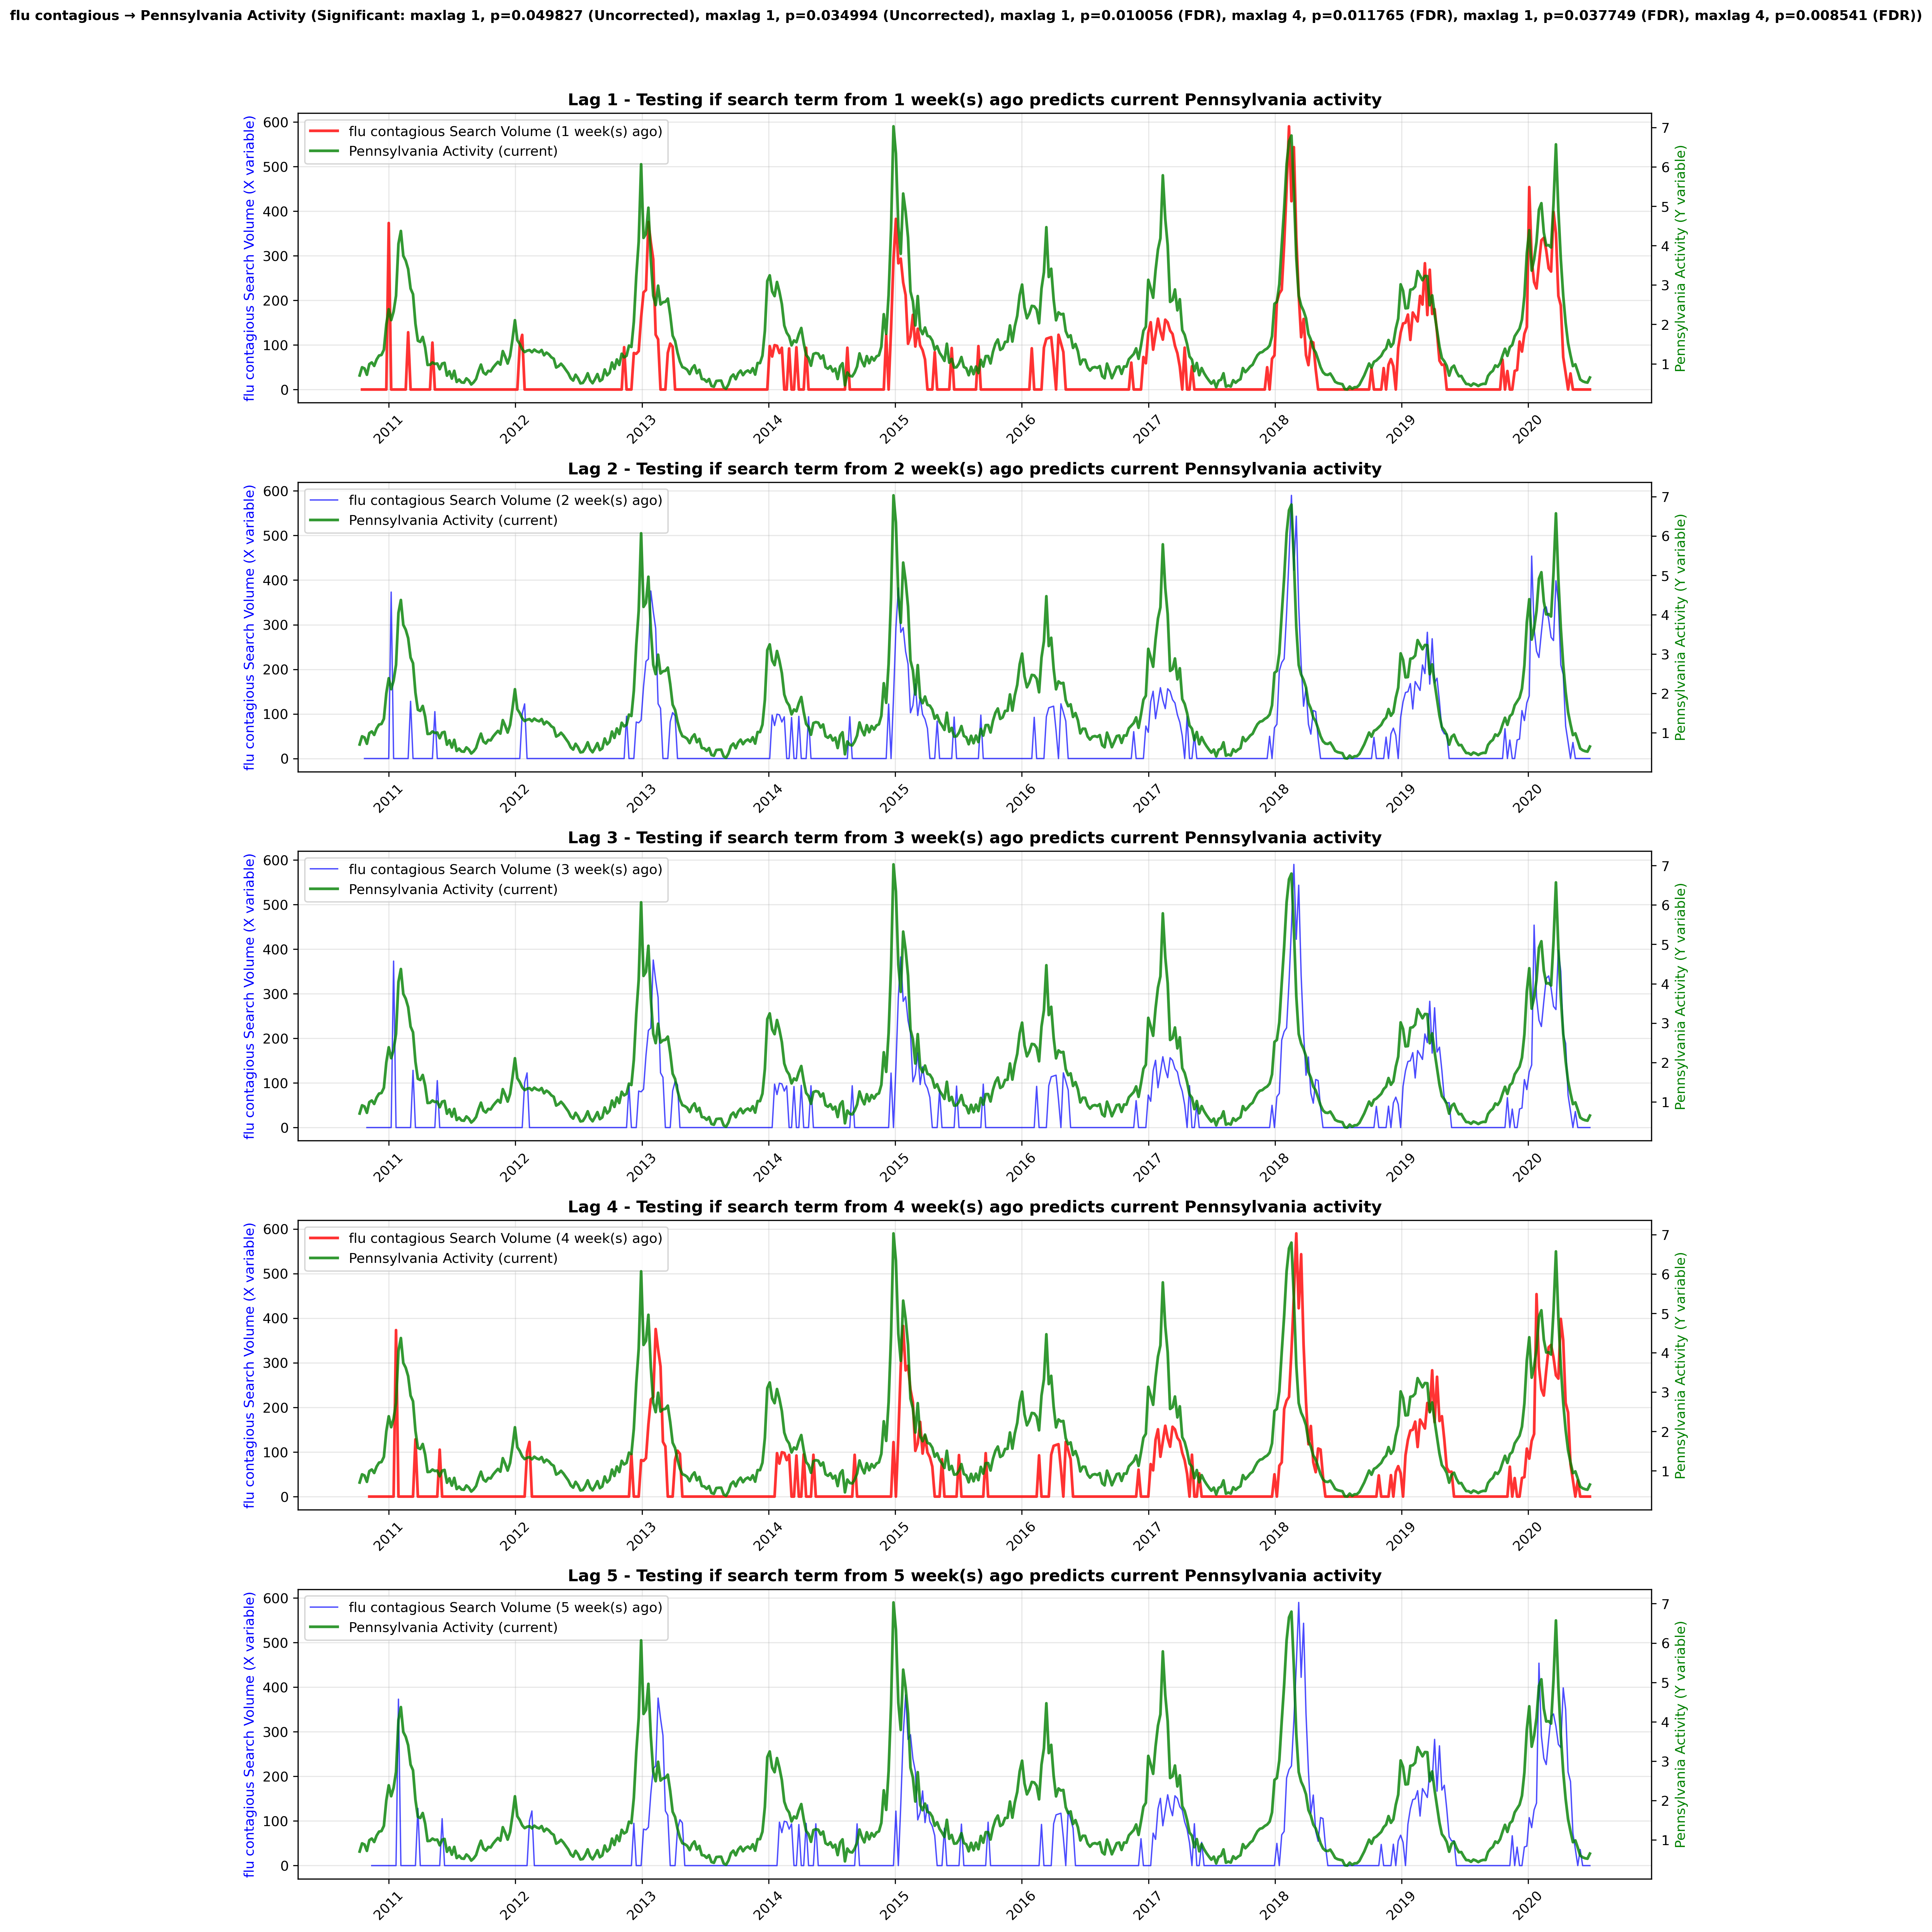 flu contagious → Pennsylvania Activity (Significant: maxlag 1, p=0.049827 (Uncorrected), maxlag 1, p=0.034994 (Uncorrected), maxlag 1, p=0.010056 (FDR), maxlag 4, p=0.011765 (FDR), maxlag 1, p=0.037749 (FDR), maxlag 4, p=0.008541 (FDR))
Lag 1 - Testing if search term from 1 week(s) ago predicts current Pennsylvania activity
flu contagious Search Volume (1 week(s) ago)
Pennsylvania Activity (current)
flu contagious Search Volume (X variable)
600
500
400
300
200
100
0
7
6
5
4
3
2
1
Pennsylvania Activity (Y variable)
2011 2012 2013 2014 2015 2016 2017 2018 2019 2020
Lag 2 - Testing if search term from 2 week(s) ago predicts current Pennsylvania activity
flu contagious Search Volume (2 week(s) ago)
Pennsylvania Activity (current)
flu contagious Search Volume (X variable)
600
500
400
300
200
100
0
7
6
5
4
3
2
1
Pennsylvania Activity (Y variable)
2011 2012 2013 2014 2015 2016 2017 2018 2019 2020
Lag 3 - Testing if search term from 3 week(s) ago predicts current Pennsylvania activity
flu contagious Search Volume (3 week(s) ago)
Pennsylvania Activity (current)
flu contagious Search Volume (X variable)
600
500
400
300
200
100
0
7
6
5
4
3
2
1
Pennsylvania Activity (Y variable)
2011 2012 2013 2014 2015 2016 2017 2018 2019 2020
Lag 4 - Testing if search term from 4 week(s) ago predicts current Pennsylvania activity
flu contagious Search Volume (4 week(s) ago)
Pennsylvania Activity (current)
flu contagious Search Volume (X variable)
600
500
400
300
200
100
0
7
6
5
4
3
2
1
Pennsylvania Activity (Y variable)
2011 2012 2013 2014 2015 2016 2017 2018 2019 2020
Lag 5 - Testing if search term from 5 week(s) ago predicts current Pennsylvania activity
flu contagious Search Volume (5 week(s) ago)
Pennsylvania Activity (current)
flu contagious Search Volume (X variable)
600
500
400
300
200
100
0
7
6
5
4
3
2
1
Pennsylvania Activity (Y variable)
2011 2012 2013 2014 2015 2016 2017 2018 2019 2020